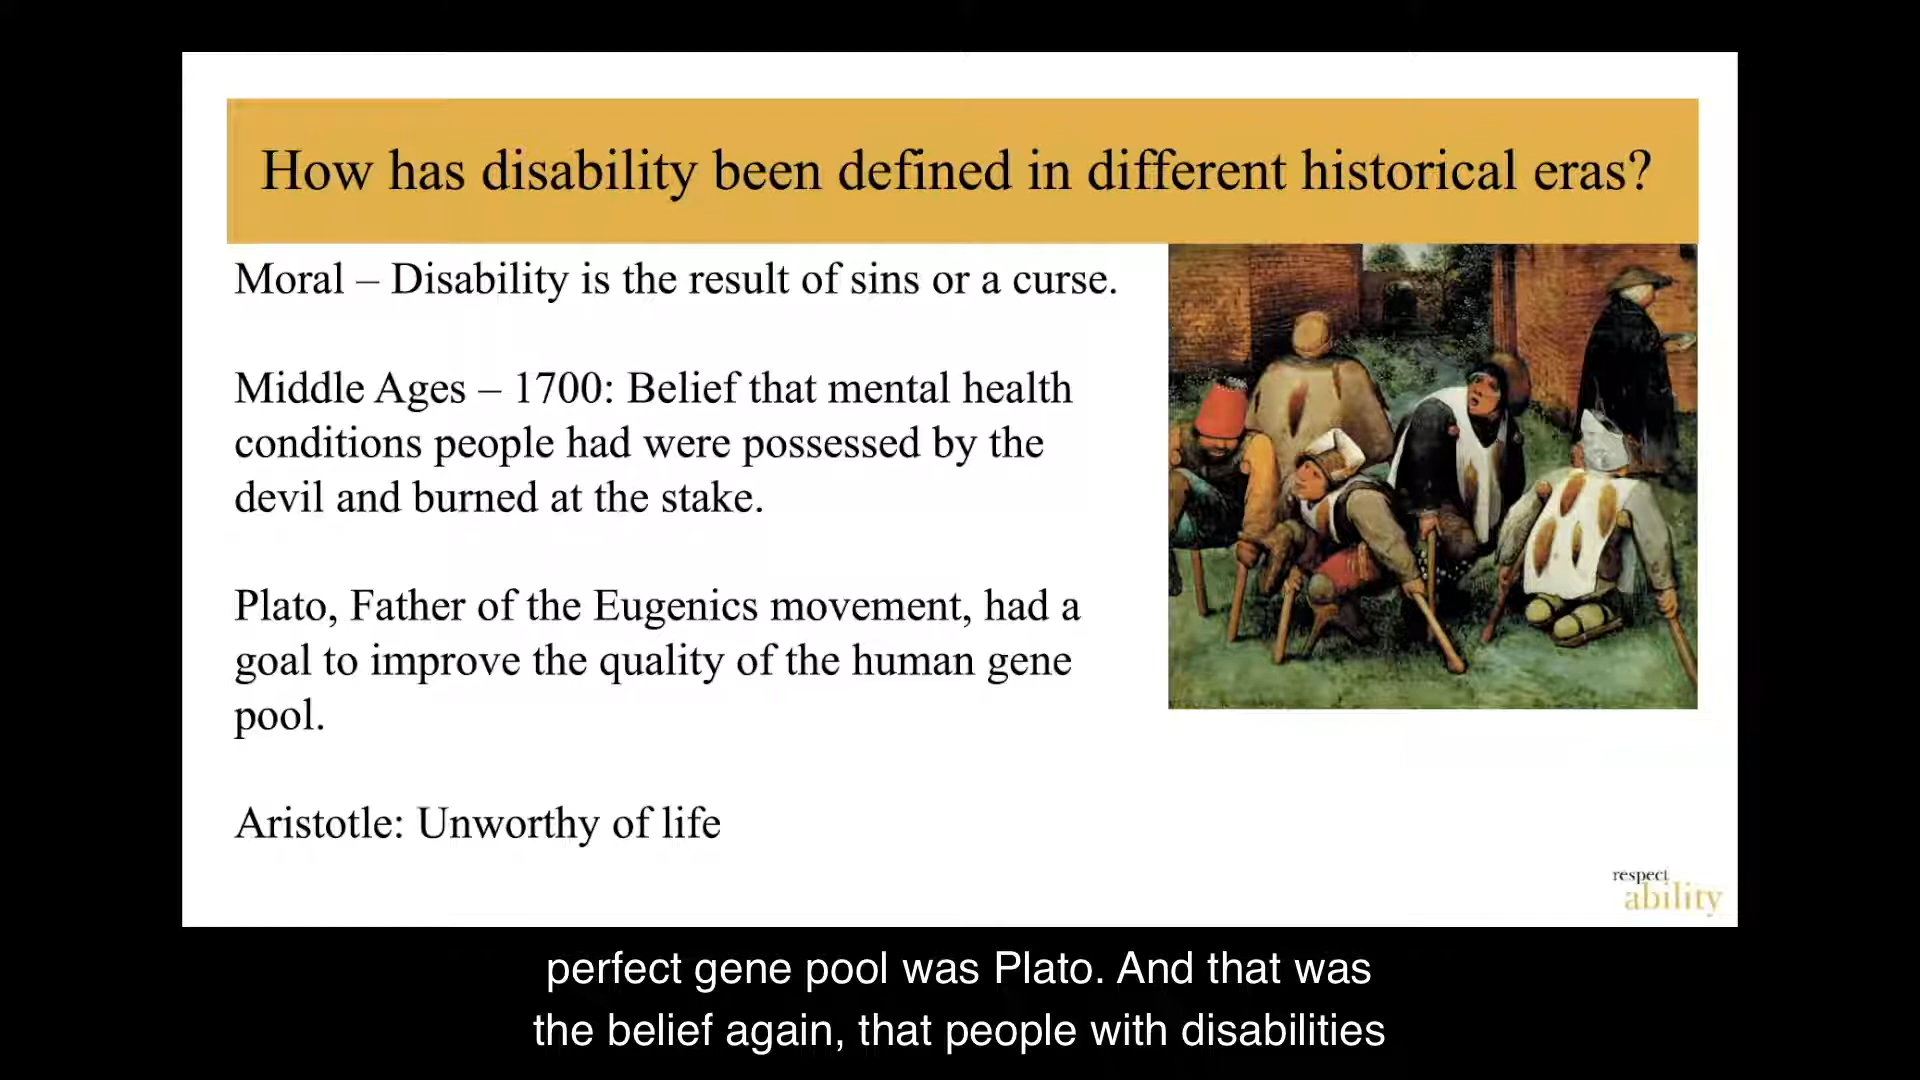 How has disability been defined in different historical eras?
Moral – Disability is the result of sins or a curse.
Middle Ages – 1700: Belief that mental health
conditions people had were possessed by the
devil and burned at the stake.
Plato, Father of the Eugenics movement, had a
goal to improve the quality of the human gene
pool.
Aristotle: Unworthy of life
respect
ability
perfect gene pool was Plato. And that was
the belief again, that people with disabilities